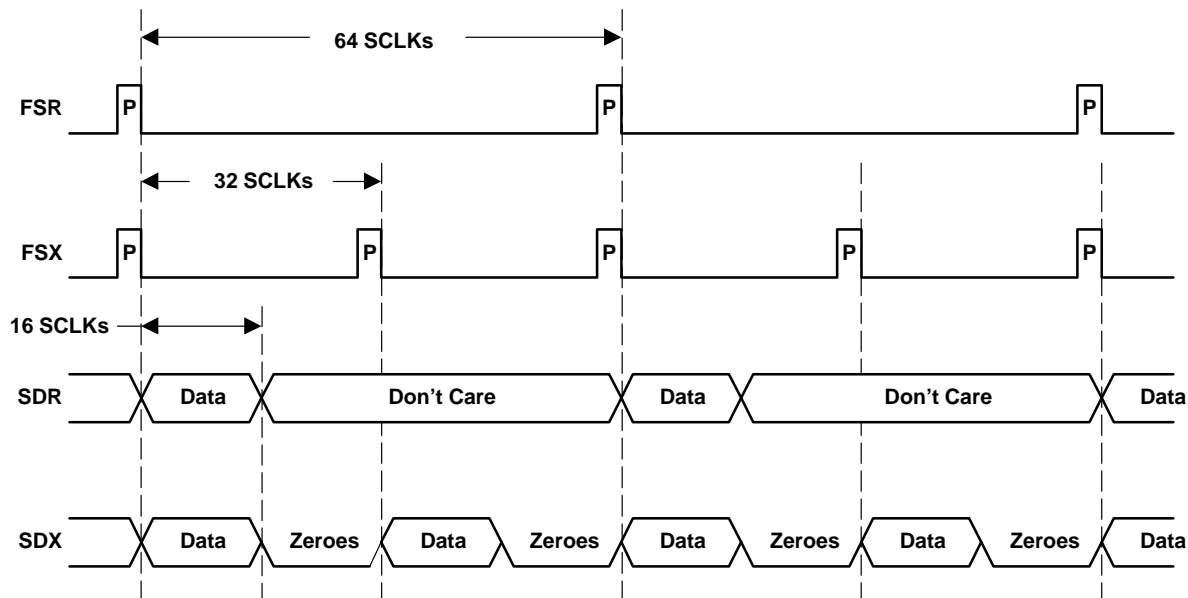 64 SCLKs
FSR P P P
32 SCLKs
FSX P P P P P
16 SCLKs
SDR Data Don’t Care Data Don’t Care Data
SDX Data Zeroes Data Zeroes Data Zeroes Data Zeroes Data